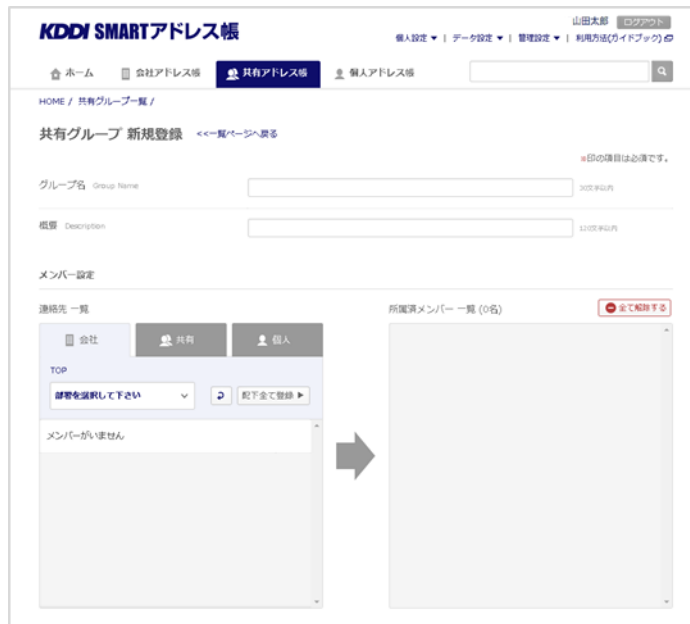 KDDI SMARTアドレス帳
山田太郎 ログアウト
個人設定 ▼ | データ設定 ▼ | 管理設定 ▼ | 利用方法(ガイドブック)
ホーム 会社アドレス帳 共有アドレス帳 個人アドレス帳
HOME / 共有グループ一覧 /
共有グループ 新規登録 <<一覧ページへ戻る
※印の項目は必須です。
グループ名 Group Name 30文字以内
概要 Description 120文字以内
メンバー設定
連絡先 一覧
所属済メンバー 一覧 (0名) 全て解除する
会社 共有 個人
TOP
部署を選択して下さい 配下全て登録 ▶
メンバーがいません